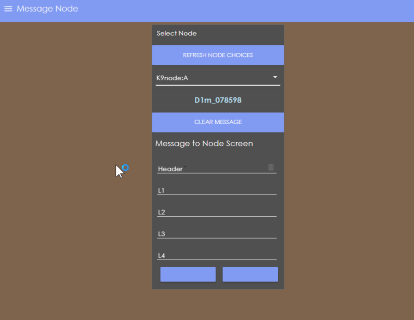 Message Node
Select Node
REFRESH NODE CHOICES
K9node:A
D1m_078598
CLEAR MESSAGE
Message to Node Screen
Header
L1
L2
L3
L4